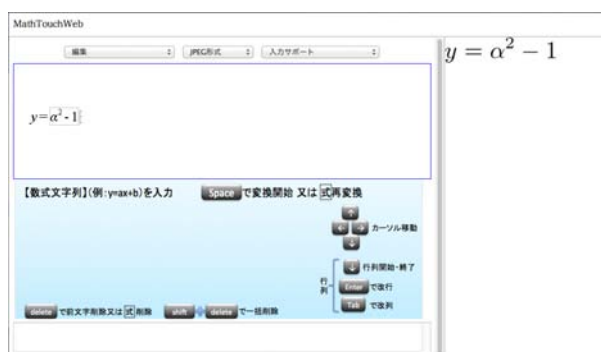 MathTouchWeb
編集 JPEG形式 入力サポート
y = α² − 1
y=α²-1
【数式文字列】(例:y=ax+b)を入力 Space で変換開始 又は 式再変換
↑
← → カーソル移動
↓
行列 ↓ 行列開始・終了
Enter で改行
Tab で改列
delete で前文字削除又は式削除 shift delete で一括削除